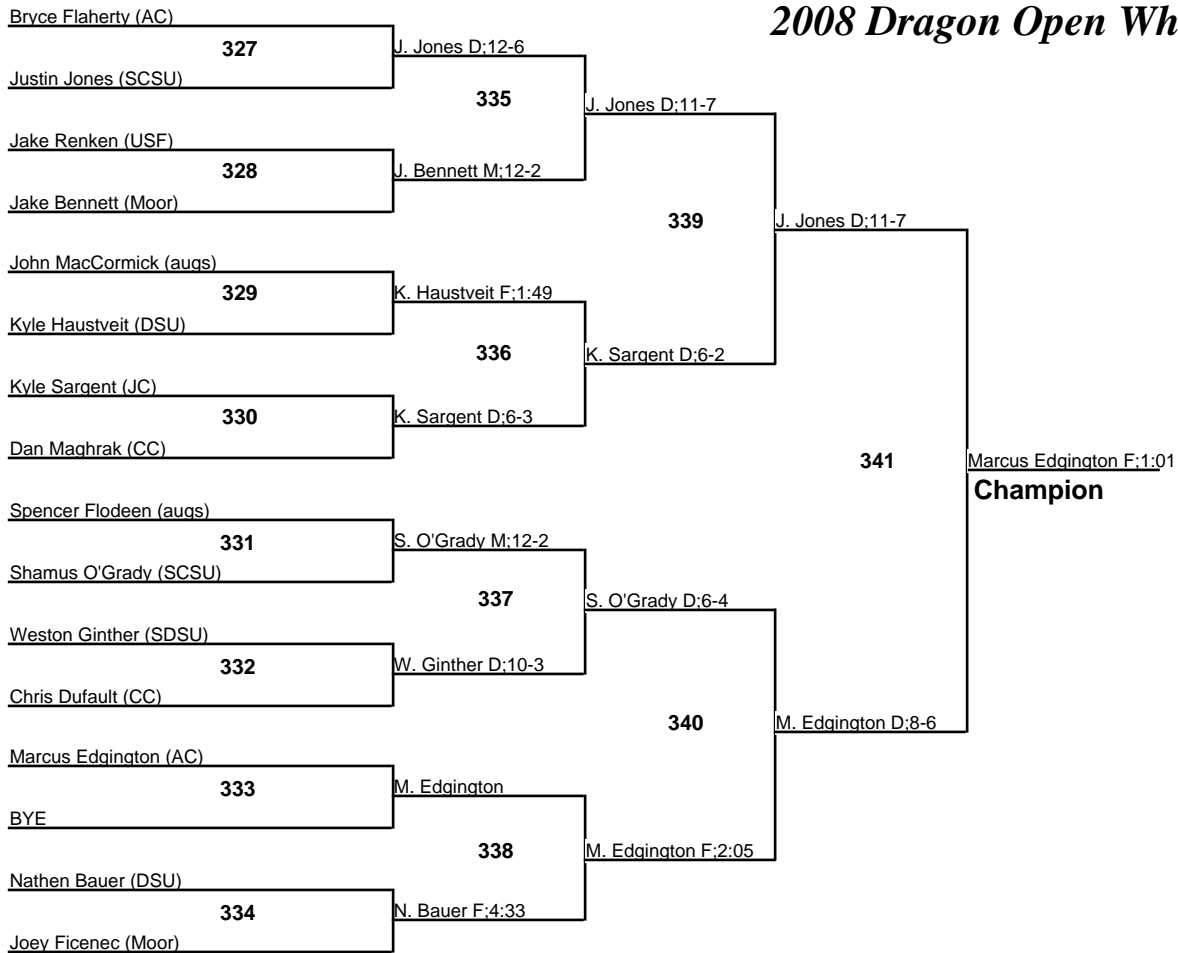 2008 Dragon Open Wh
Bryce Flaherty (AC)
327
Justin Jones (SCSU)
J. Jones D;12-6
335
Jake Renken (USF)
328
Jake Bennett (Moor)
J. Bennett M;12-2
J. Jones D;11-7
339
John MacCormick (augs)
329
Kyle Haustveit (DSU)
K. Haustveit F;1:49
336
Kyle Sargent (JC)
330
Dan Maghrak (CC)
K. Sargent D;6-3
K. Sargent D;6-2
J. Jones D;11-7
341
Marcus Edgington F;1:01
Champion
Spencer Flodeen (augs)
331
Shamus O'Grady (SCSU)
S. O'Grady M;12-2
337
Weston Ginther (SDSU)
332
Chris Dufault (CC)
W. Ginther D;10-3
S. O'Grady D;6-4
340
M. Edgington D;8-6
Marcus Edgington (AC)
333
BYE
M. Edgington
338
Nathen Bauer (DSU)
334
Joey Ficenec (Moor)
N. Bauer F;4:33
M. Edgington F;2:05